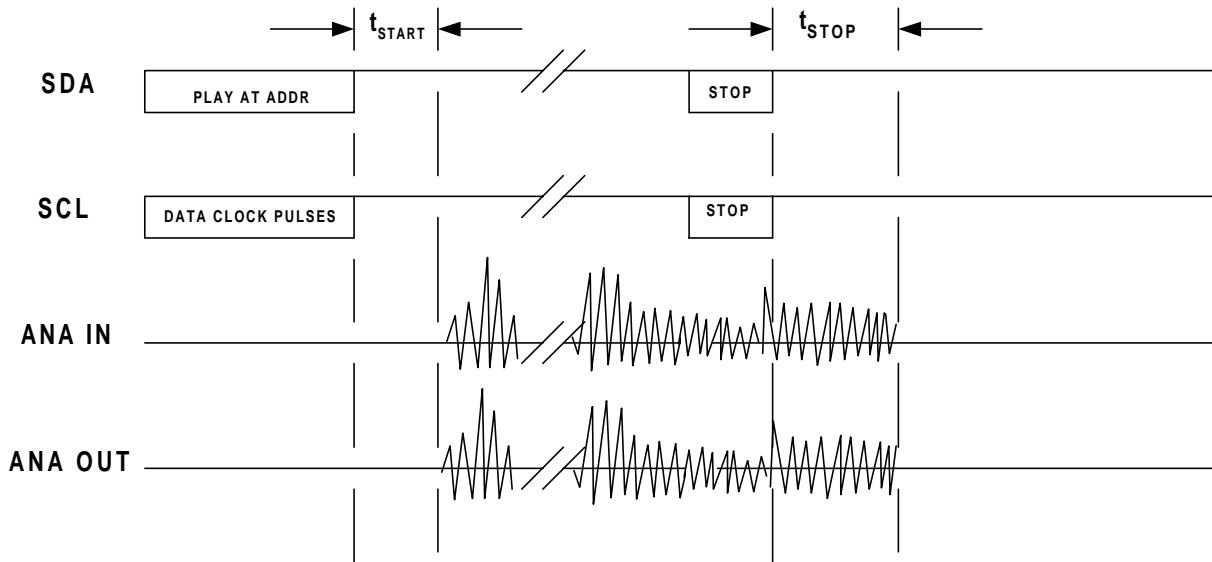 tSTART
tSTOP
SDA
PLAY AT ADDR
STOP
SCL
DATA CLOCK PULSES
STOP
ANA IN
ANA OUT